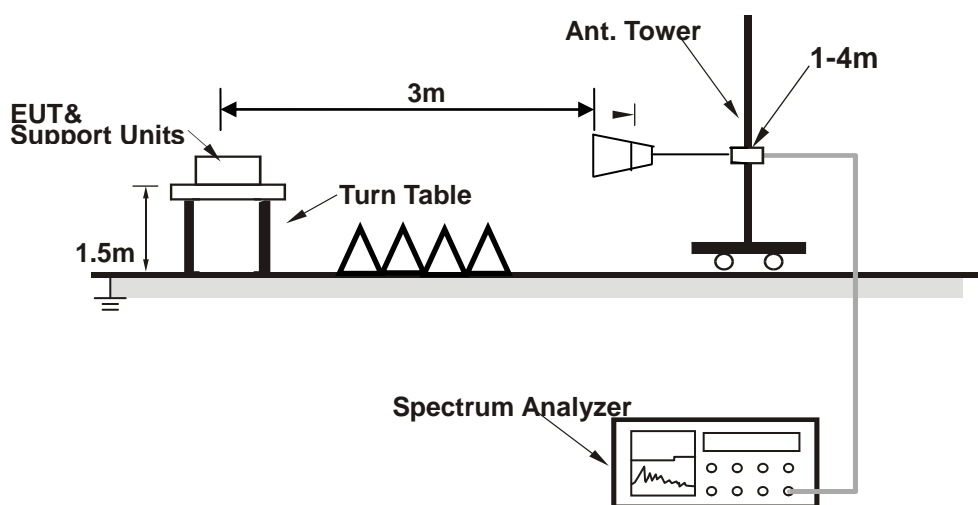 Ant. Tower
1-4m
3m
EUT&
Support Units
Turn Table
1.5m
Spectrum Analyzer